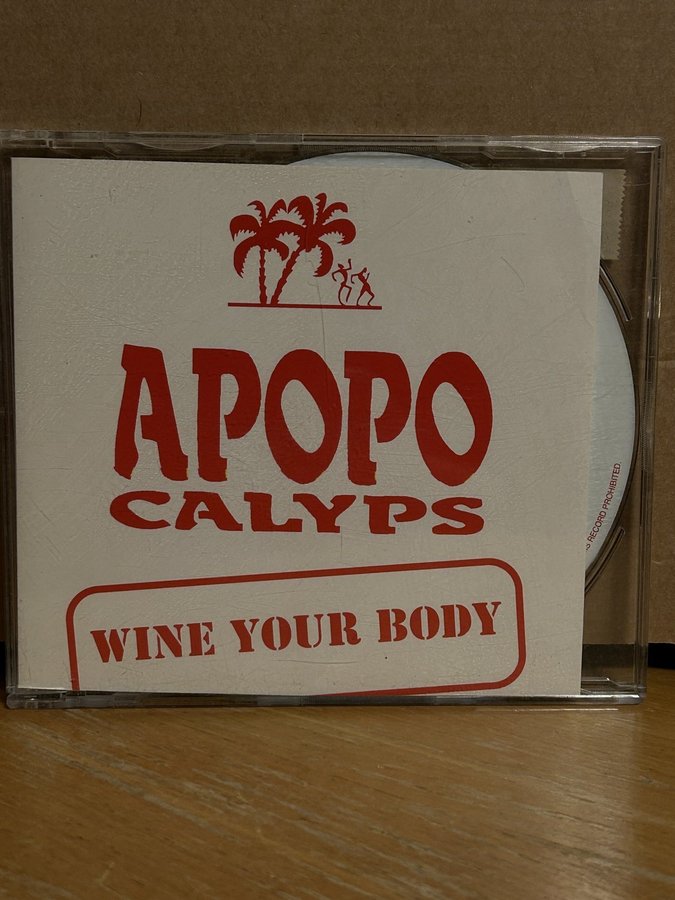 APOPO
CALYPS
WINE YOUR BODY
RECORD PROHIBITED.